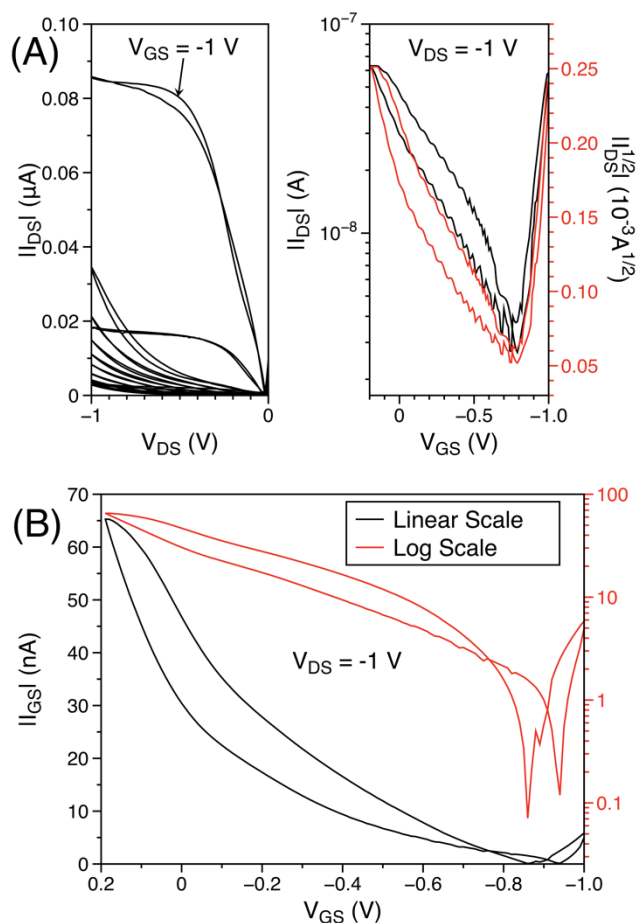 (A)
V_GS = -1 V
||_DS| (µA)
0.10
0.08
0.06
0.04
0.02
0
-1
0
V_DS (V)
V_DS = -1 V
||_DS| (A)
10^-7
10^-8
0
-0.5
-1.0
V_GS (V)
0.25
0.20
0.15
0.10
0.05
||_DS^1/2| (10^-3 A^1/2)
(B)
||_GS| (nA)
70
60
50
40
30
20
10
0
0.2
0
-0.2
-0.4
-0.6
-0.8
-1.0
V_GS (V)
Linear Scale
Log Scale
V_DS = -1 V
100
10
1
0.1